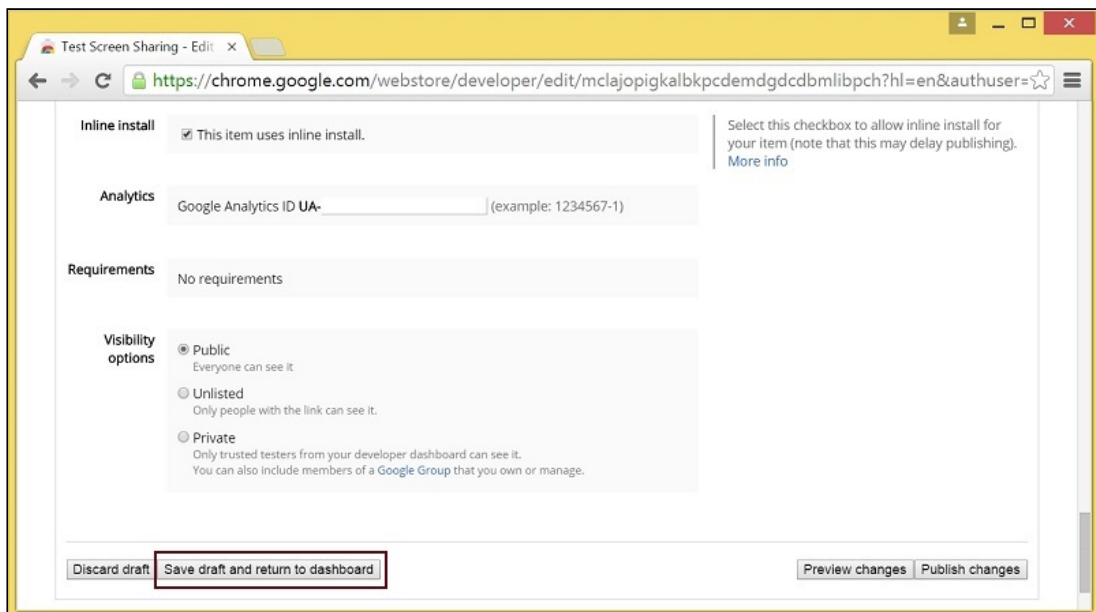 Test Screen Sharing - Edit
https://chrome.google.com/webstore/developer/edit/mclajopigkalbkpcdemdgdcdbmlibpch?hl=en&authuser=
Inline install
This item uses inline install.
Select this checkbox to allow inline install for
your item (note that this may delay publishing).
More info
Analytics
Google Analytics ID UA-
(example: 1234567-1)
Requirements
No requirements
Visibility
options
Public
Everyone can see it
Unlisted
Only people with the link can see it.
Private
Only trusted testers from your developer dashboard can see it.
You can also include members of a Google Group that you own or manage.
Discard draft
Save draft and return to dashboard
Preview changes
Publish changes